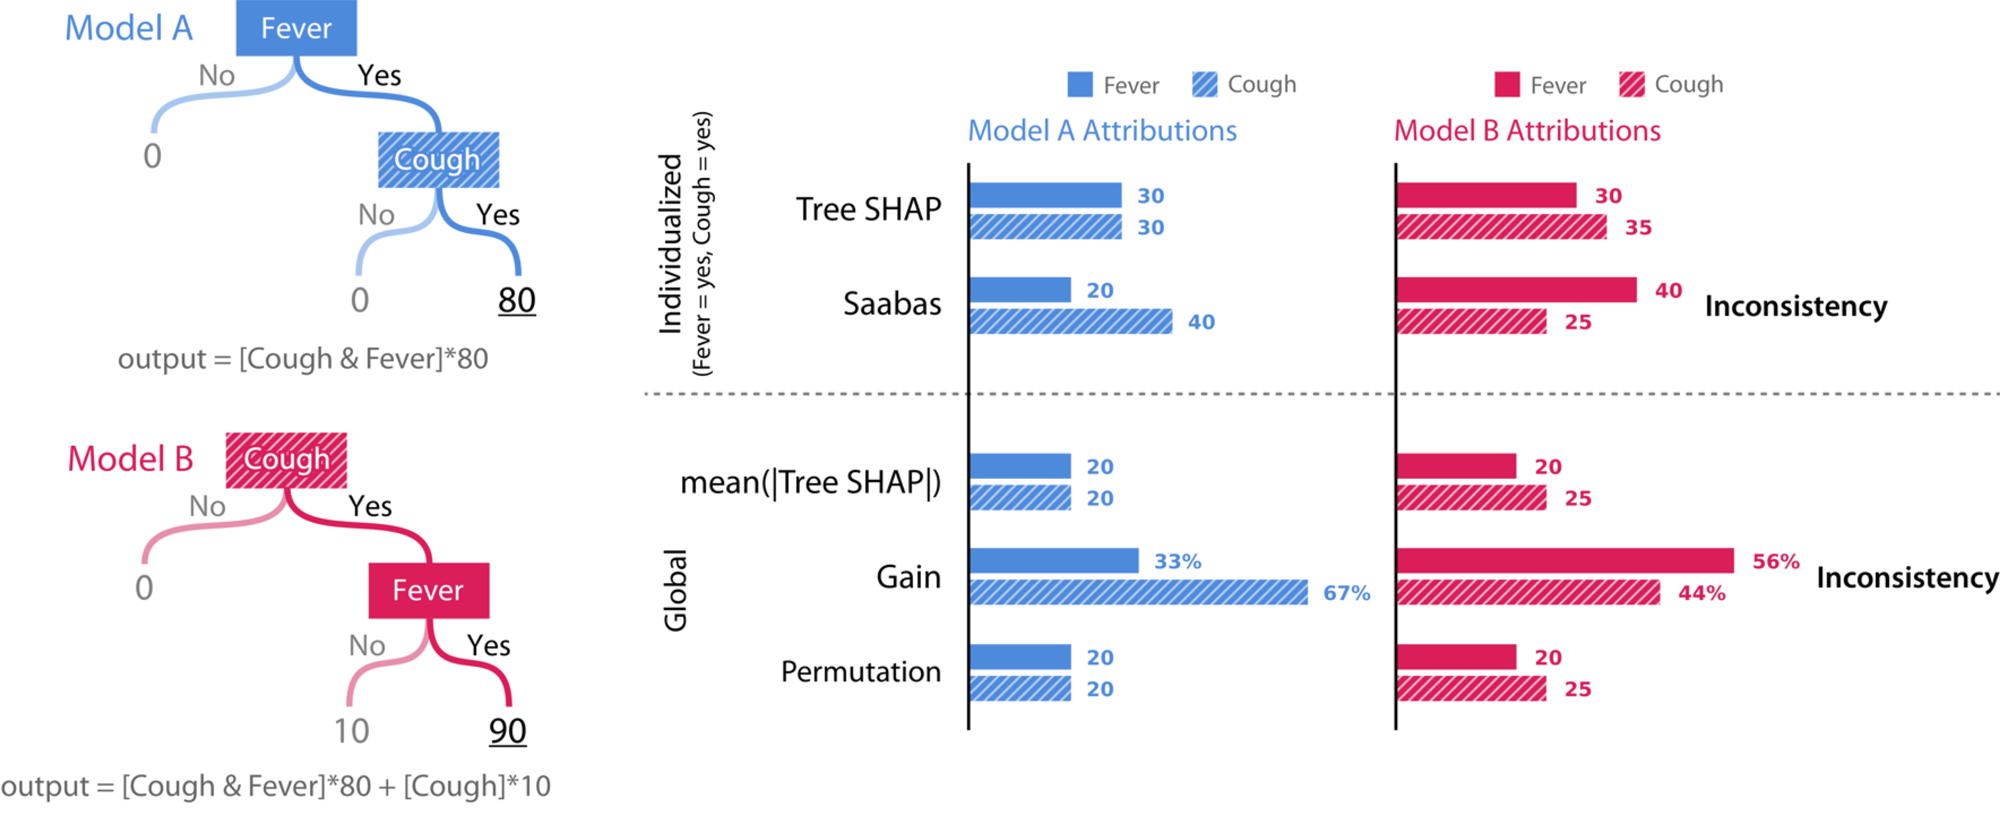 Model A
Fever
No
Yes
0
Cough
No
Yes
0
80
output = [Cough & Fever]*80
Model B
Cough
No
Yes
0
Fever
No
Yes
10
90
output = [Cough & Fever]*80 + [Cough]*10
Individualized
(Fever = yes, Cough = yes)
Global
Fever
Cough
Model A Attributions
Fever
Cough
Model B Attributions
Tree SHAP
30
30
30
35
Saabas
20
40
40
25
Inconsistency
mean(|Tree SHAP|)
20
20
20
25
Gain
33%
67%
56%
44%
Inconsistency
Permutation
20
20
20
25